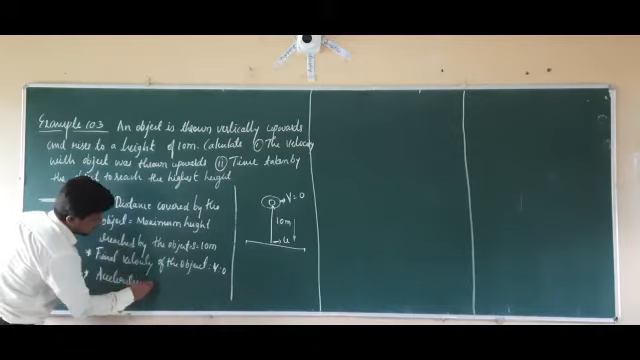 Example 10.3 An object is thrown vertically upwards
and rises to a height of 10m. Calculate (i) The velocity
with object was thrown upwards (ii) Time taken by
the object to reach the highest height
Distance covered by the
object = Maximum height
reached by the object S = 10m
* Final velocity of the object = V=0
* Accelerati
V = 0
10m
u